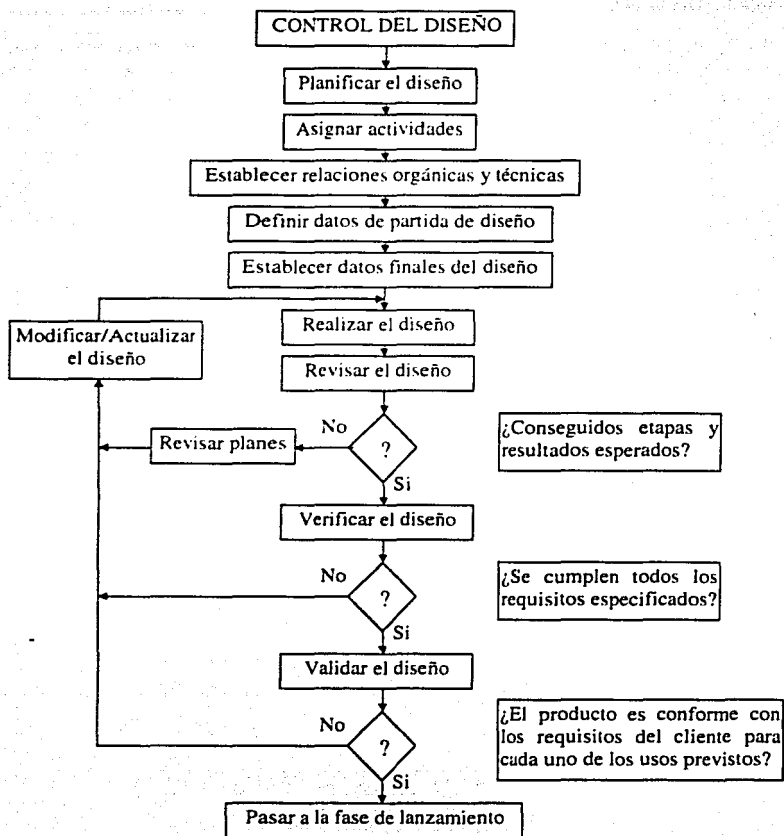 CONTROL DEL DISEÑO
Planificar el diseño
Asignar actividades
Establecer relaciones orgánicas y técnicas
Definir datos de partida de diseño
Establecer datos finales del diseño
Modificar/Actualizar
el diseño
Realizar el diseño
Revisar el diseño
No
Revisar planes
?
¿Conseguidos etapas y
resultados esperados?
Si
Verificar el diseño
No
?
¿Se cumplen todos los
requisitos especificados?
Si
Validar el diseño
No
?
¿El producto es conforme con
los requisitos del cliente para
cada uno de los usos previstos?
Si
Pasar a la fase de lanzamiento